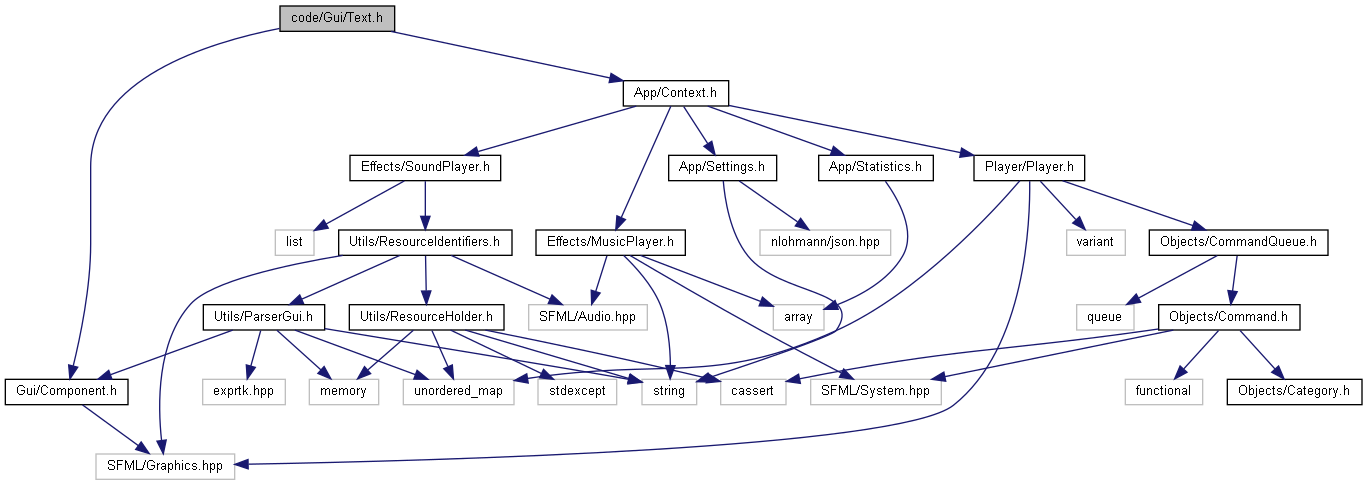 code/Gui/Text.h
App/Context.h
Effects/SoundPlayer.h
App/Settings.h
App/Statistics.h
Player/Player.h
list
Utils/ResourceIdentifiers.h
Effects/MusicPlayer.h
nlohmann/json.hpp
variant
Objects/CommandQueue.h
Utils/ParserGui.h
Utils/ResourceHolder.h
SFML/Audio.hpp
array
queue
Objects/Command.h
Gui/Component.h
exprtk.hpp
memory
unordered_map
stdexcept
string
cassert
SFML/System.hpp
functional
Objects/Category.h
SFML/Graphics.hpp